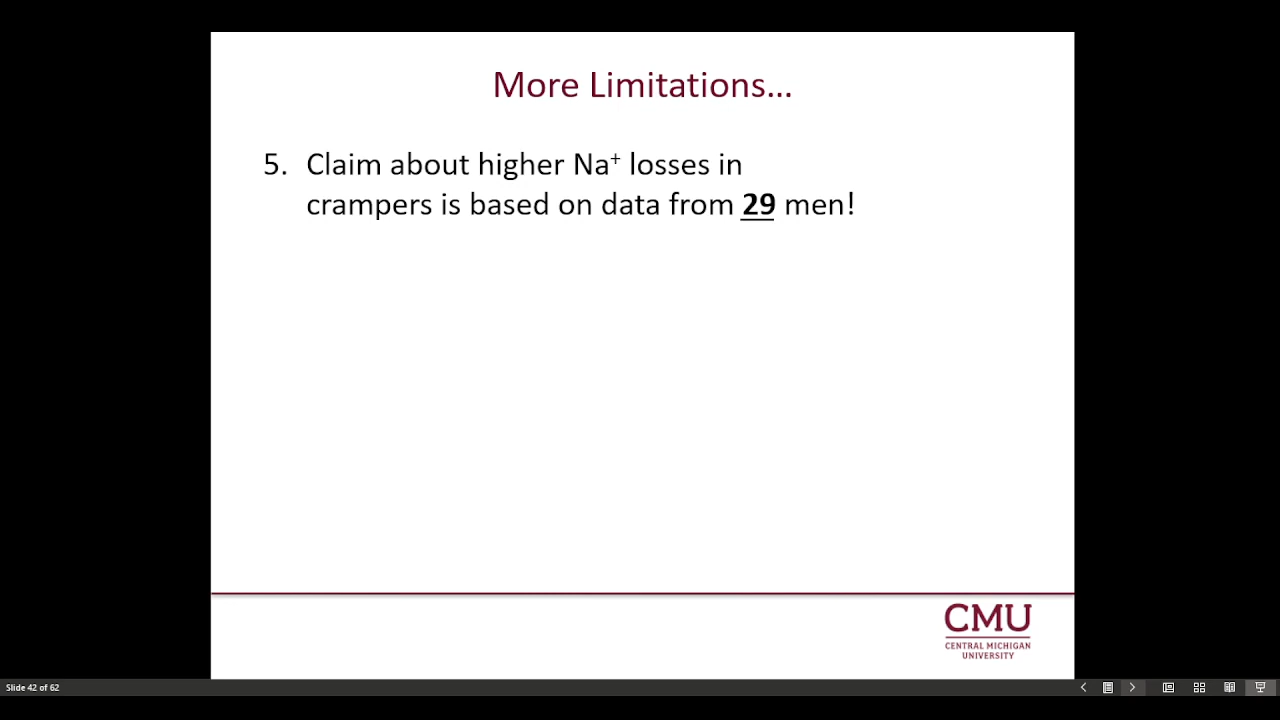 More Limitations...
5. Claim about higher Na⁺ losses in
crampers is based on data from 29 men!
CMU
CENTRAL MICHIGAN
UNIVERSITY
Slide 42 of 62